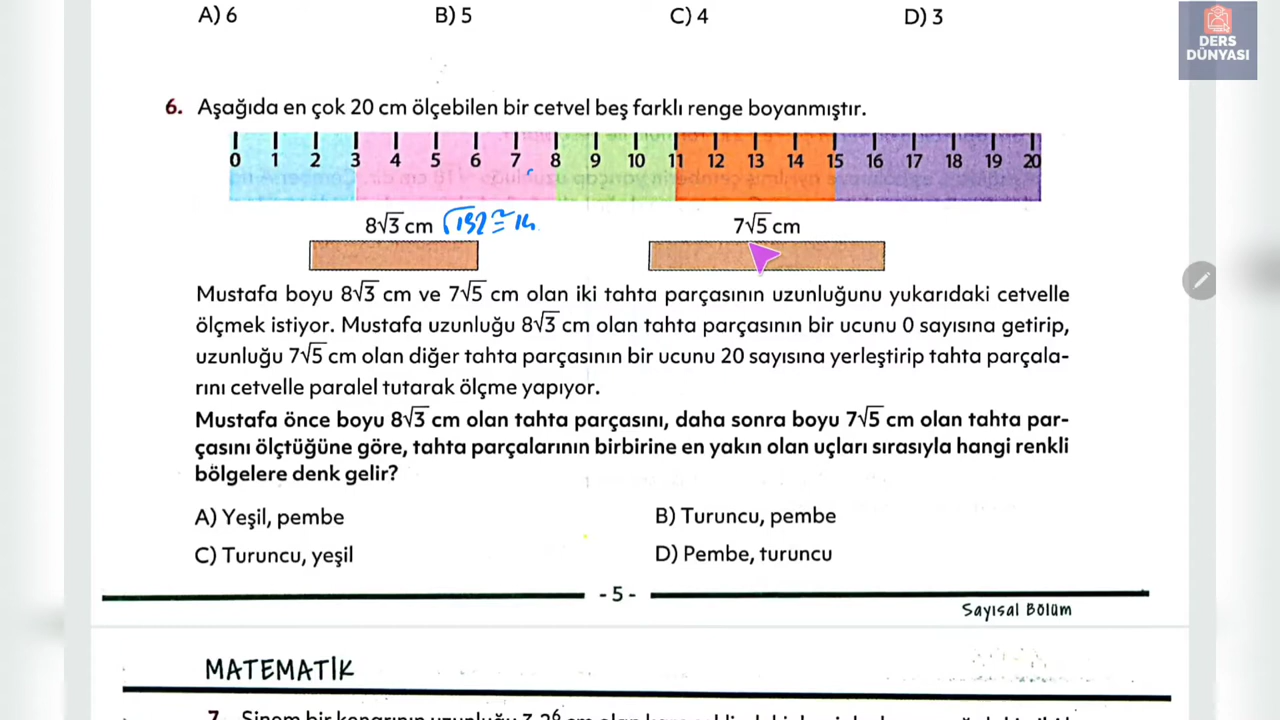 A) 6 B) 5 C) 4 D) 3
DERS
DÜNYASI
6. Aşağıda en çok 20 cm ölçebilen bir cetvel beş farklı renge boyanmıştır.
0 1 2 3 4 5 6 7 8 9 10 11 12 13 14 15 16 17 18 19 20
8√3 cm √192 ≅ 14 7√5 cm
Mustafa boyu 8√3 cm ve 7√5 cm olan iki tahta parçasının uzunluğunu yukarıdaki cetvelle
ölçmek istiyor. Mustafa uzunluğu 8√3 cm olan tahta parçasının bir ucunu 0 sayısına getirip,
uzunluğu 7√5 cm olan diğer tahta parçasının bir ucunu 20 sayısına yerleştirip tahta parçala-
rını cetvelle paralel tutarak ölçme yapıyor.
Mustafa önce boyu 8√3 cm olan tahta parçasını, daha sonra boyu 7√5 cm olan tahta par-
çasını ölçtüğüne göre, tahta parçalarının birbirine en yakın olan uçları sırasıyla hangi renkli
bölgelere denk gelir?
A) Yeşil, pembe B) Turuncu, pembe
C) Turuncu, yeşil D) Pembe, turuncu
- 5 -
Sayısal Bölüm
MATEMATİK